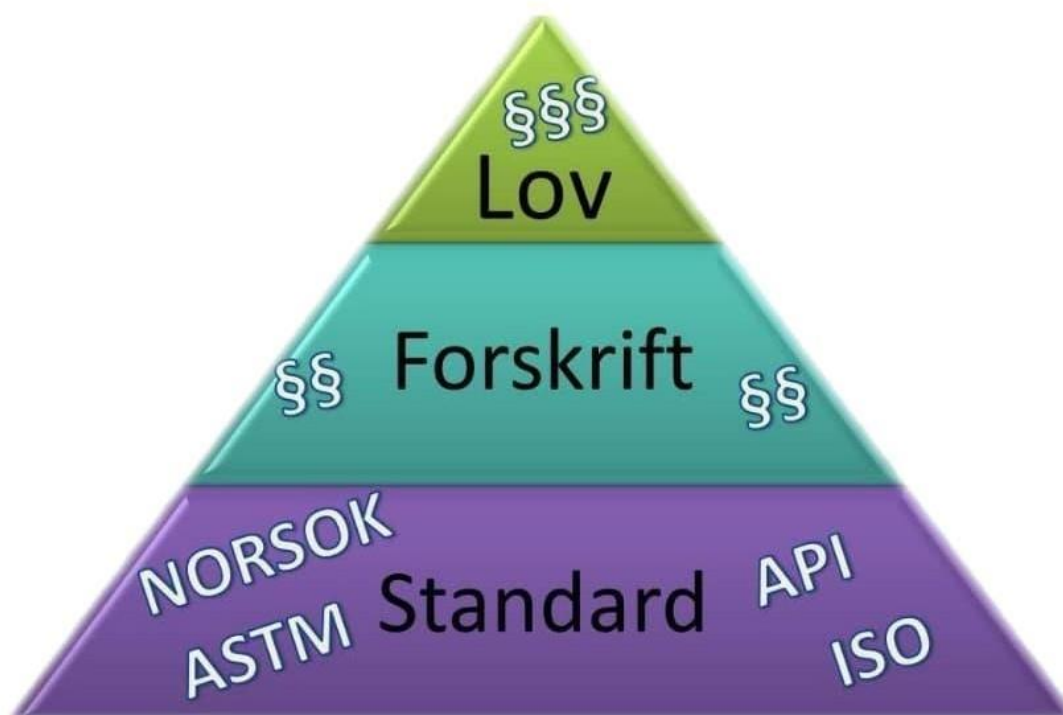 §§§
Lov
Forskrift
§§
§§
NORSOK
ASTM
Standard
API
ISO